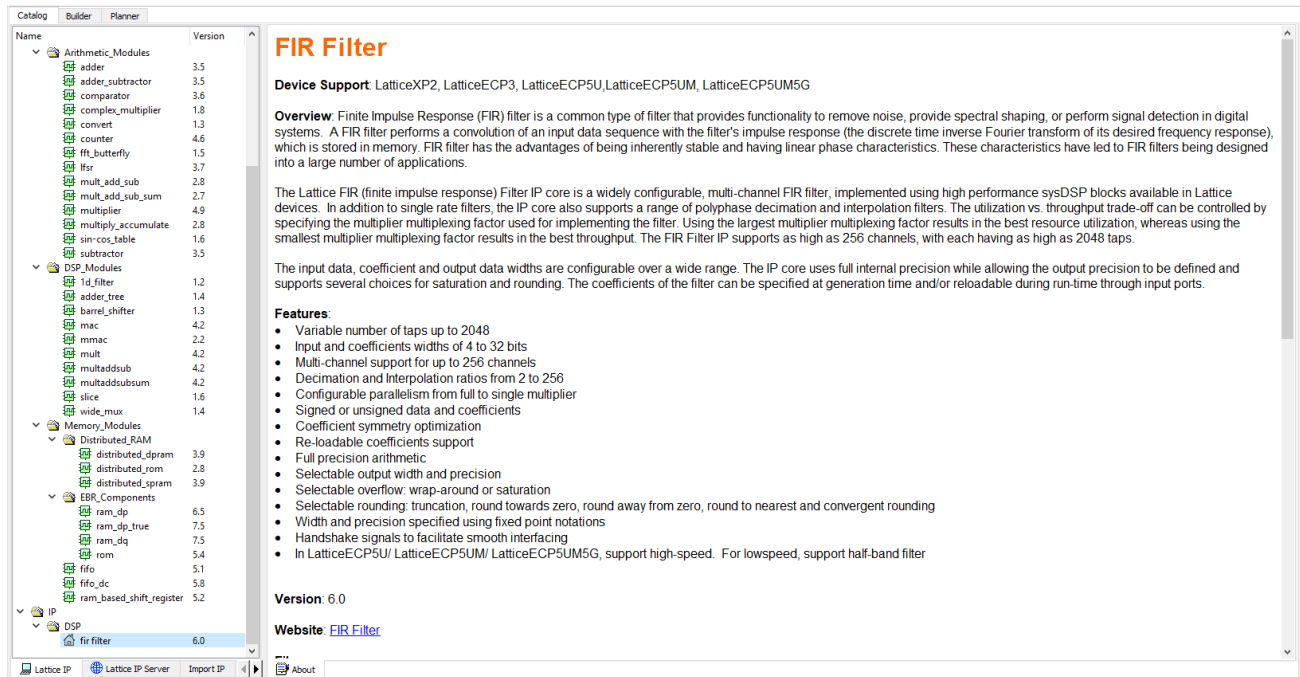 Catalog Builder Planner
Name Version
Arithmetic_Modules
adder 3.5
adder_subtractor 3.5
comparator 3.6
complex_multiplier 1.8
convert 1.3
counter 4.6
fft_butterfly 1.5
lfsr 3.7
mult_add_sub 2.8
mult_add_sub_sum 2.7
multiplier 4.9
multiply_accumulate 2.8
sin-cos_table 1.6
subtractor 3.5
DSP_Modules
1d_filter 1.2
adder_tree 1.4
barrel_shifter 1.3
mac 4.2
mmac 2.2
mult 4.2
multaddsub 4.2
multaddsubsum 4.2
slice 1.6
wide_mux 1.4
Memory_Modules
Distributed_RAM
distributed_dpram 3.9
distributed_rom 2.8
distributed_spram 3.9
EBR_Components
ram_dp 6.5
ram_dp_true 7.5
ram_dq 7.5
rom 5.4
fifo 5.1
fifo_dc 5.8
ram_based_shift_register 5.2
IP
DSP
fir filter 6.0
Lattice IP Lattice IP Server Import IP
FIR Filter
Device Support: LatticeXP2, LatticeECP3, LatticeECP5U,LatticeECP5UM, LatticeECP5UM5G
Overview: Finite Impulse Response (FIR) filter is a common type of filter that provides functionality to remove noise, provide spectral shaping, or perform signal detection in digital
systems. A FIR filter performs a convolution of an input data sequence with the filter's impulse response (the discrete time inverse Fourier transform of its desired frequency response),
which is stored in memory. FIR filter has the advantages of being inherently stable and having linear phase characteristics. These characteristics have led to FIR filters being designed
into a large number of applications.
The Lattice FIR (finite impulse response) Filter IP core is a widely configurable, multi-channel FIR filter, implemented using high performance sysDSP blocks available in Lattice
devices. In addition to single rate filters, the IP core also supports a range of polyphase decimation and interpolation filters. The utilization vs. throughput trade-off can be controlled by
specifying the multiplier multiplexing factor used for implementing the filter. Using the largest multiplier multiplexing factor results in the best resource utilization, whereas using the
smallest multiplier multiplexing factor results in the best throughput. The FIR Filter IP supports as high as 256 channels, with each having as high as 2048 taps.
The input data, coefficient and output data widths are configurable over a wide range. The IP core uses full internal precision while allowing the output precision to be defined and
supports several choices for saturation and rounding. The coefficients of the filter can be specified at generation time and/or reloadable during run-time through input ports.
Features:
• Variable number of taps up to 2048
• Input and coefficients widths of 4 to 32 bits
• Multi-channel support for up to 256 channels
• Decimation and Interpolation ratios from 2 to 256
• Configurable parallelism from full to single multiplier
• Signed or unsigned data and coefficients
• Coefficient symmetry optimization
• Re-loadable coefficients support
• Full precision arithmetic
• Selectable output width and precision
• Selectable overflow: wrap-around or saturation
• Selectable rounding: truncation, round towards zero, round away from zero, round to nearest and convergent rounding
• Width and precision specified using fixed point notations
• Handshake signals to facilitate smooth interfacing
• In LatticeECP5U/ LatticeECP5UM/ LatticeECP5UM5G, support high-speed. For lowspeed, support half-band filter
Version: 6.0
Website: FIR Filter
About